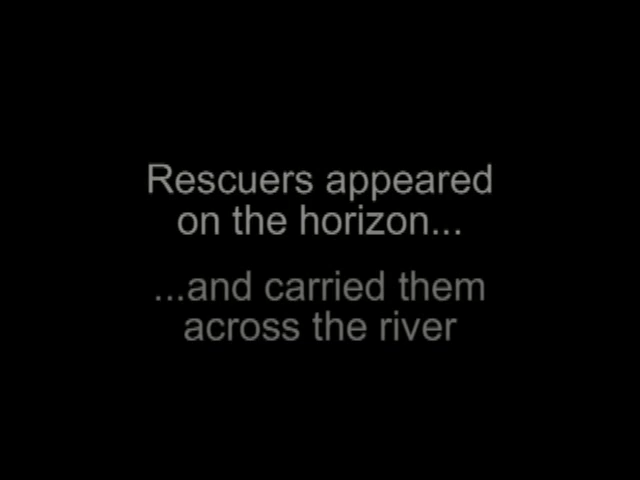 Rescuers appeared
on the horizon...
...and carried them
across the river